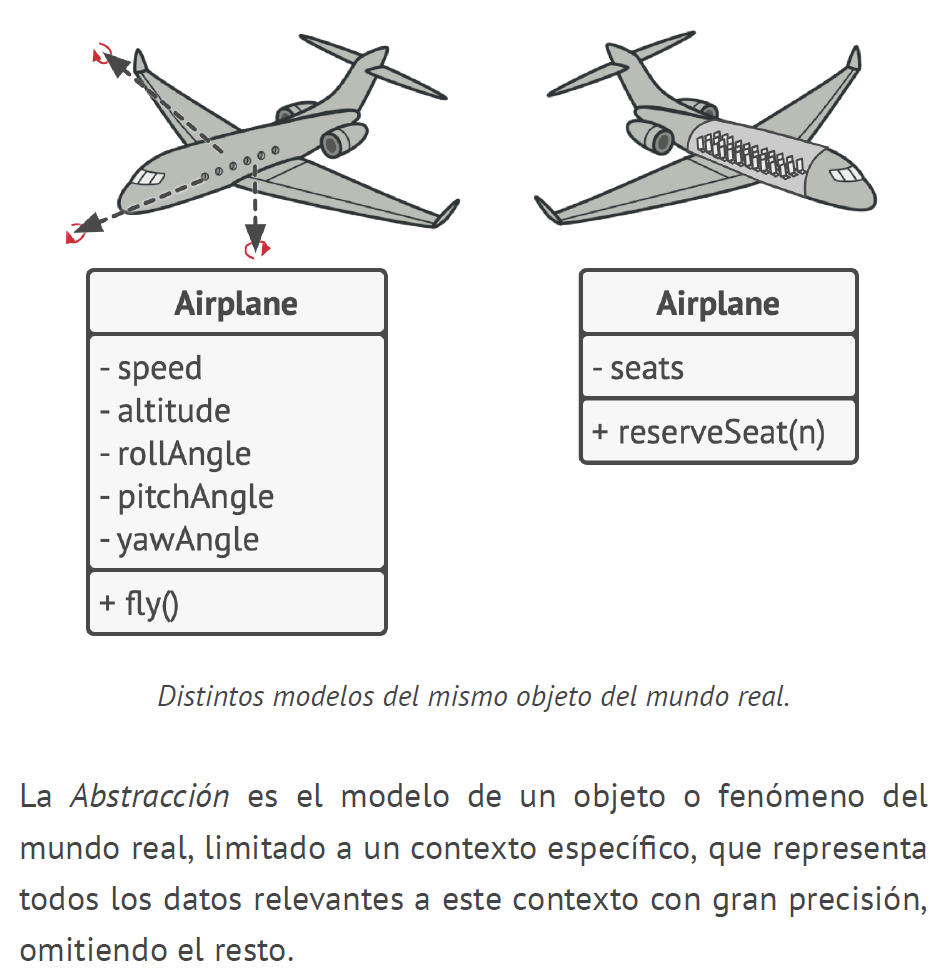 Airplane
- speed
- altitude
- rollAngle
- pitchAngle
- yawAngle
+ fly()
Airplane
- seats
+ reserveSeat(n)
Distintos modelos del mismo objeto del mundo real.
La Abstracción es el modelo de un objeto o fenómeno del
mundo real, limitado a un contexto específico, que representa
todos los datos relevantes a este contexto con gran precisión,
omitiendo el resto.